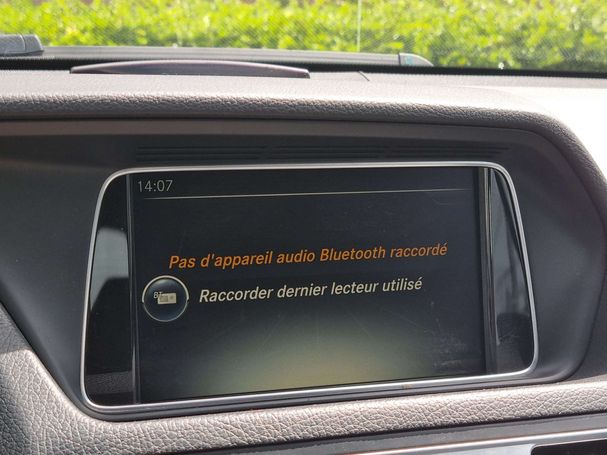 14:07
Pas d'appareil audio Bluetooth raccordé
Raccorder dernier lecteur utilisé